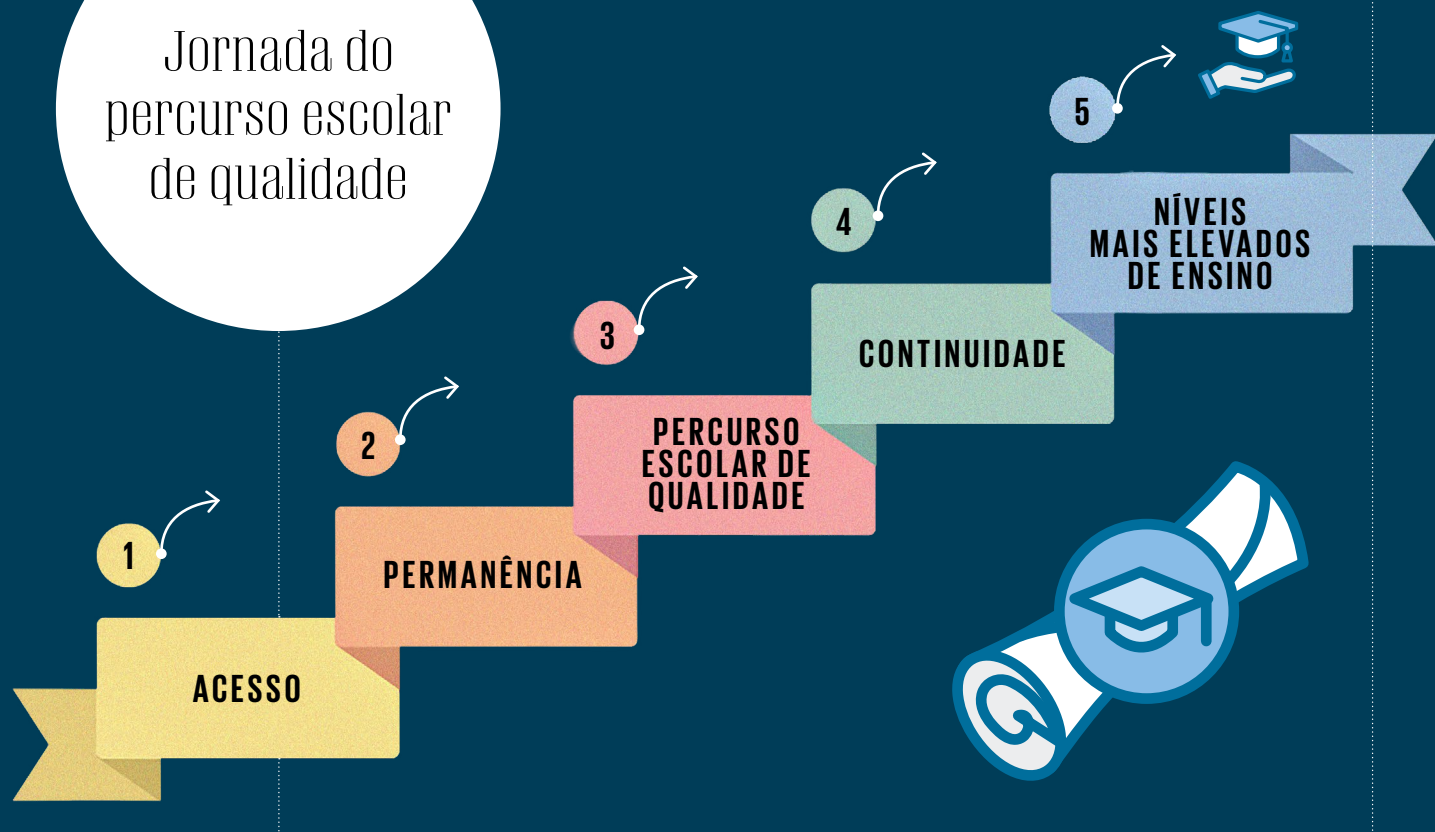 Jornada do
percurso escolar
de qualidade
1
ACESSO
2
PERMANÊNCIA
3
PERCURSO
ESCOLAR DE
QUALIDADE
4
CONTINUIDADE
5
NÍVEIS
MAIS ELEVADOS
DE ENSINO